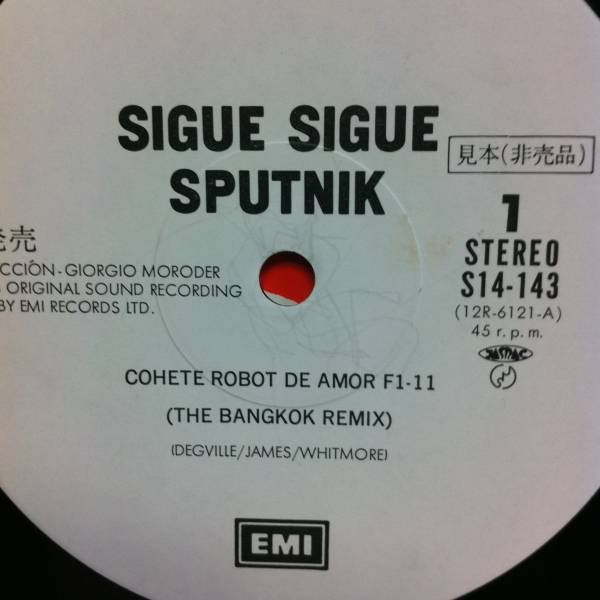 SIGUE SIGUE
SPUTNIK
見本(非売品)
1
STEREO
S14-143
(12R-6121-A)
45 r.p.m.
JASRAC
売
CCIÓN-GIORGIO MORODER
ORIGINAL SOUND RECORDING
BY EMI RECORDS LTD.
COHETE ROBOT DE AMOR F1-11
(THE BANGKOK REMIX)
(DEGVILLE/JAMES/WHITMORE)
EMI